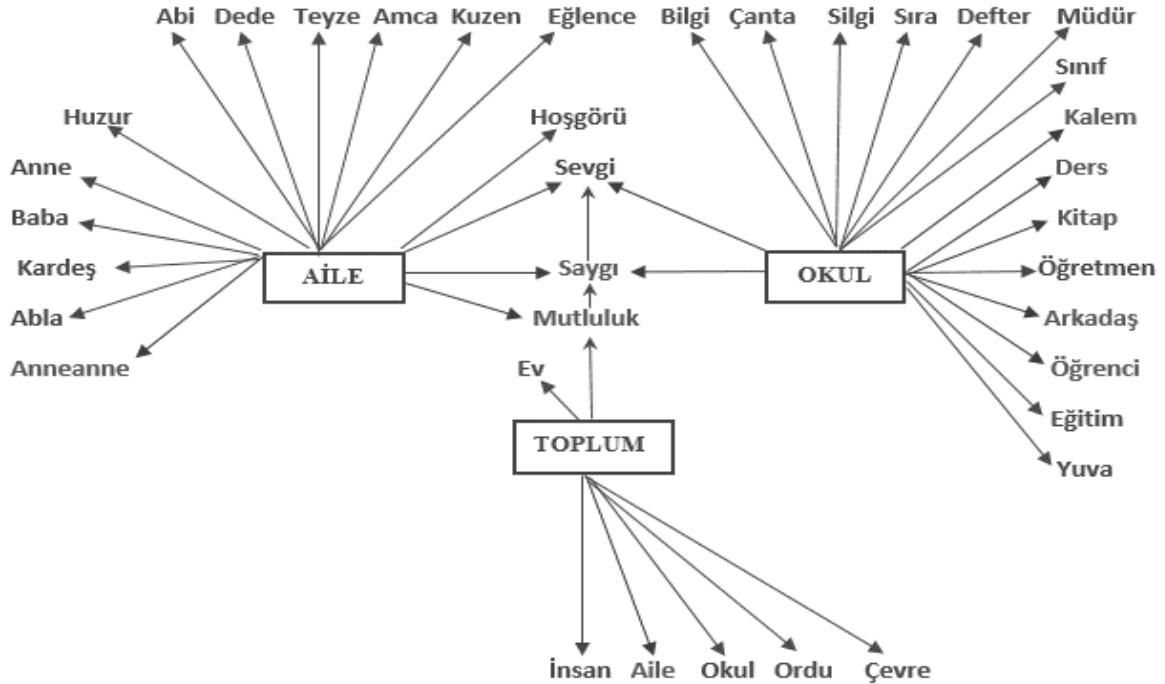 Abi Dede Teyze Amca Kuzen Eğlence Bilgi Çanta Silgi Sıra Defter Müdür
Sınıf
Huzur Hoşgörü Kalem
Anne Sevgi Ders
Baba Kitap
Kardeş AİLE Saygı OKUL Öğretmen
Abla Mutluluk Arkadaş
Anneanne Ev Öğrenci
Eğitim
TOPLUM
Yuva
İnsan Aile Okul Ordu Çevre